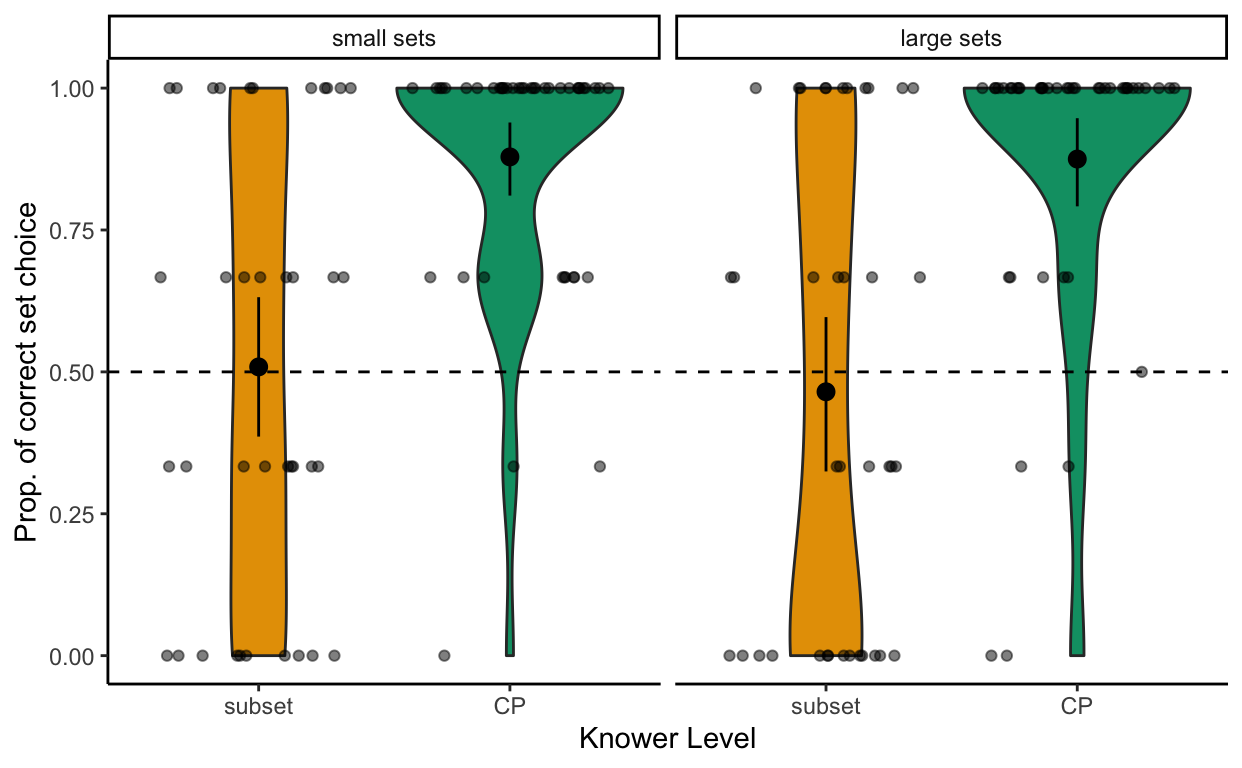 small sets
large sets
Prop. of correct set choice
1.00
0.75
0.50
0.25
0.00
subset
CP
subset
CP
Knower Level